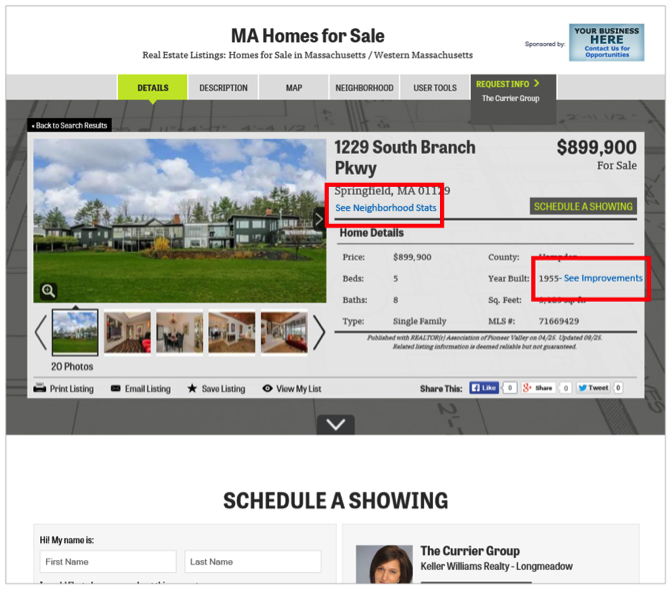 MA Homes for Sale
Real Estate Listings: Homes for Sale in Massachusetts / Western Massachusetts
Sponsored by:
YOUR BUSINESS
HERE
Contact Us for
Opportunities
DETAILS
DESCRIPTION
MAP
NEIGHBORHOOD
USER TOOLS
REQUEST INFO
The Currier Group
Back to Search Results
1229 South Branch
Pkwy
$899,900
For Sale
Springfield, MA 01129
See Neighborhood Stats
SCHEDULE A SHOWING
Home Details
Price: $899,900
County: Hampden
Beds: 5
Year Built: 1955- See Improvements
Baths: 8
Sq. Feet: sq ft
Type: Single Family
MLS #: 71669429
Published with REALTOR(r) Association of Pioneer Valley on 04/25. Updated 09/25.
Related listing information is deemed reliable but not guaranteed.
20 Photos
Print Listing
Email Listing
Save Listing
View My List
Share This:
Like 0
Share 0
Tweet 0
SCHEDULE A SHOWING
Hi! My name is:
First Name
Last Name
The Currier Group
Keller Williams Realty - Longmeadow